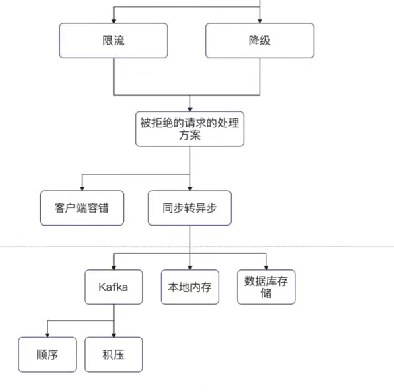 限流
降级
被拒绝的请求的处理
方案
客户端容错
同步转异步
Kafka
本地内存
数据库存
储
顺序
积压